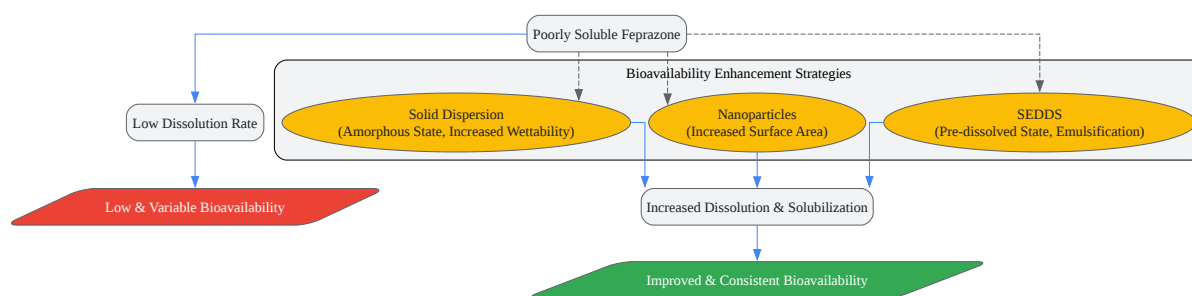 Poorly Soluble Feprazone
Bioavailability Enhancement Strategies
Low Dissolution Rate
Solid Dispersion
(Amorphous State, Increased Wettability)
Nanoparticles
(Increased Surface Area)
SEDDS
(Pre-dissolved State, Emulsification)
Low & Variable Bioavailability
Increased Dissolution & Solubilization
Improved & Consistent Bioavailability